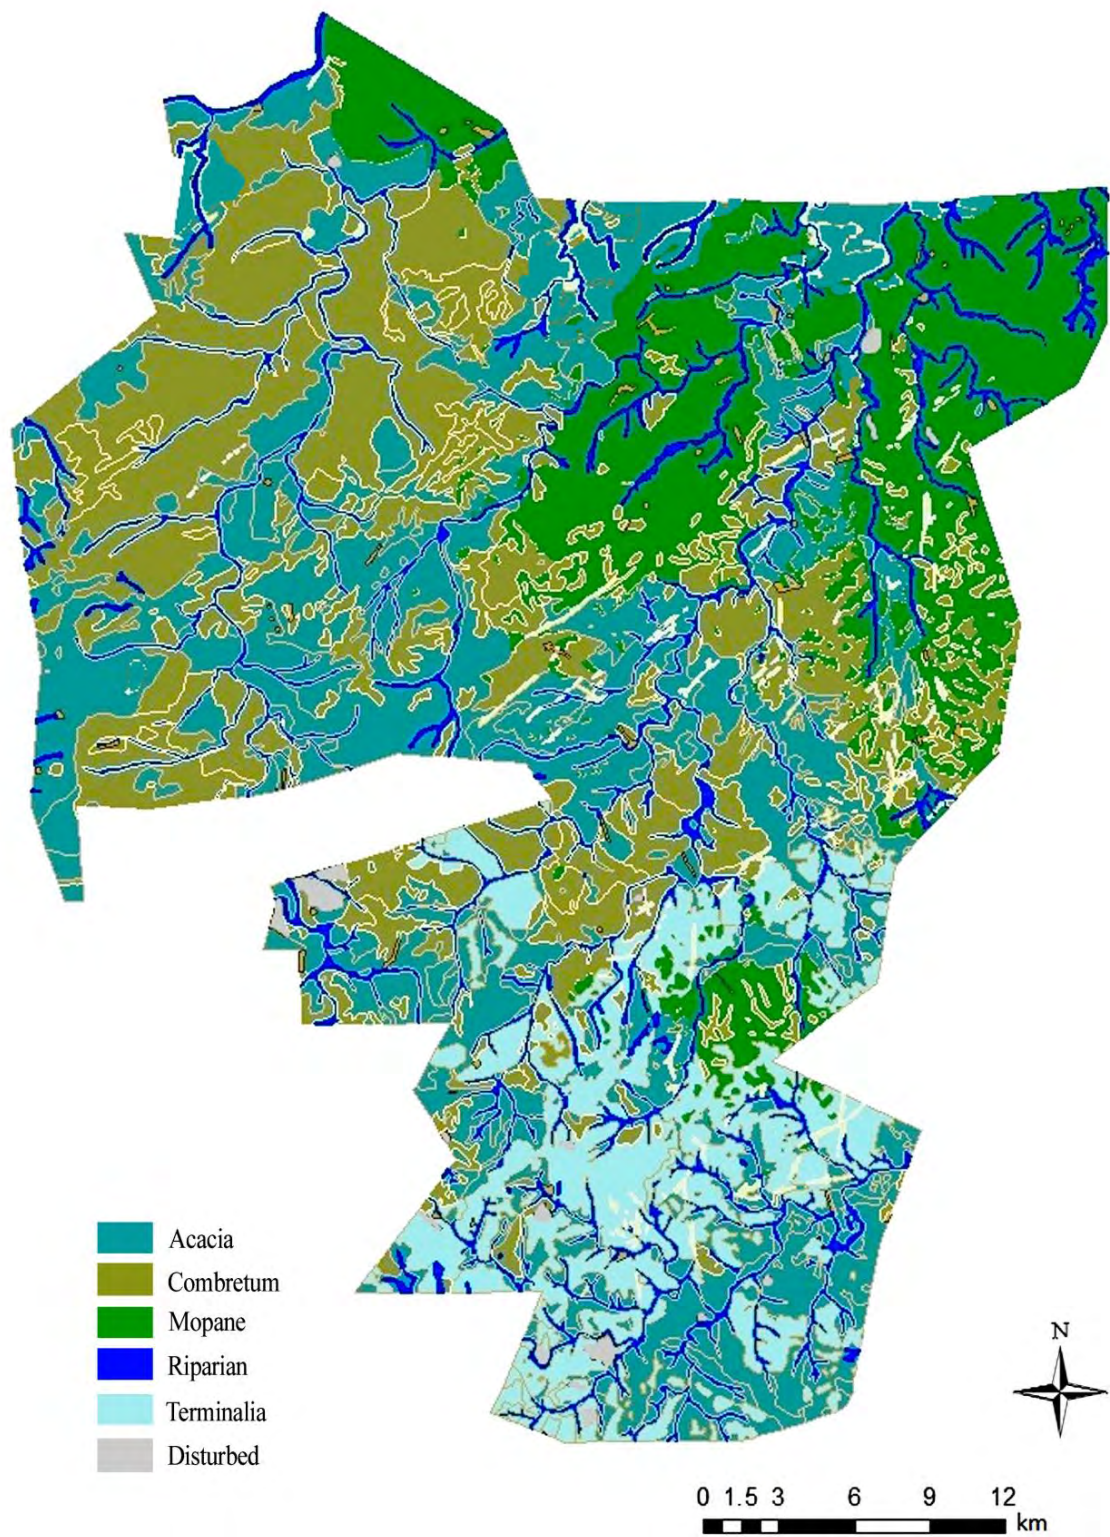 Acacia
Combretum
Mopane
Riparian
Terminalia
Disturbed
N
0 1.5 3 6 9 12
km